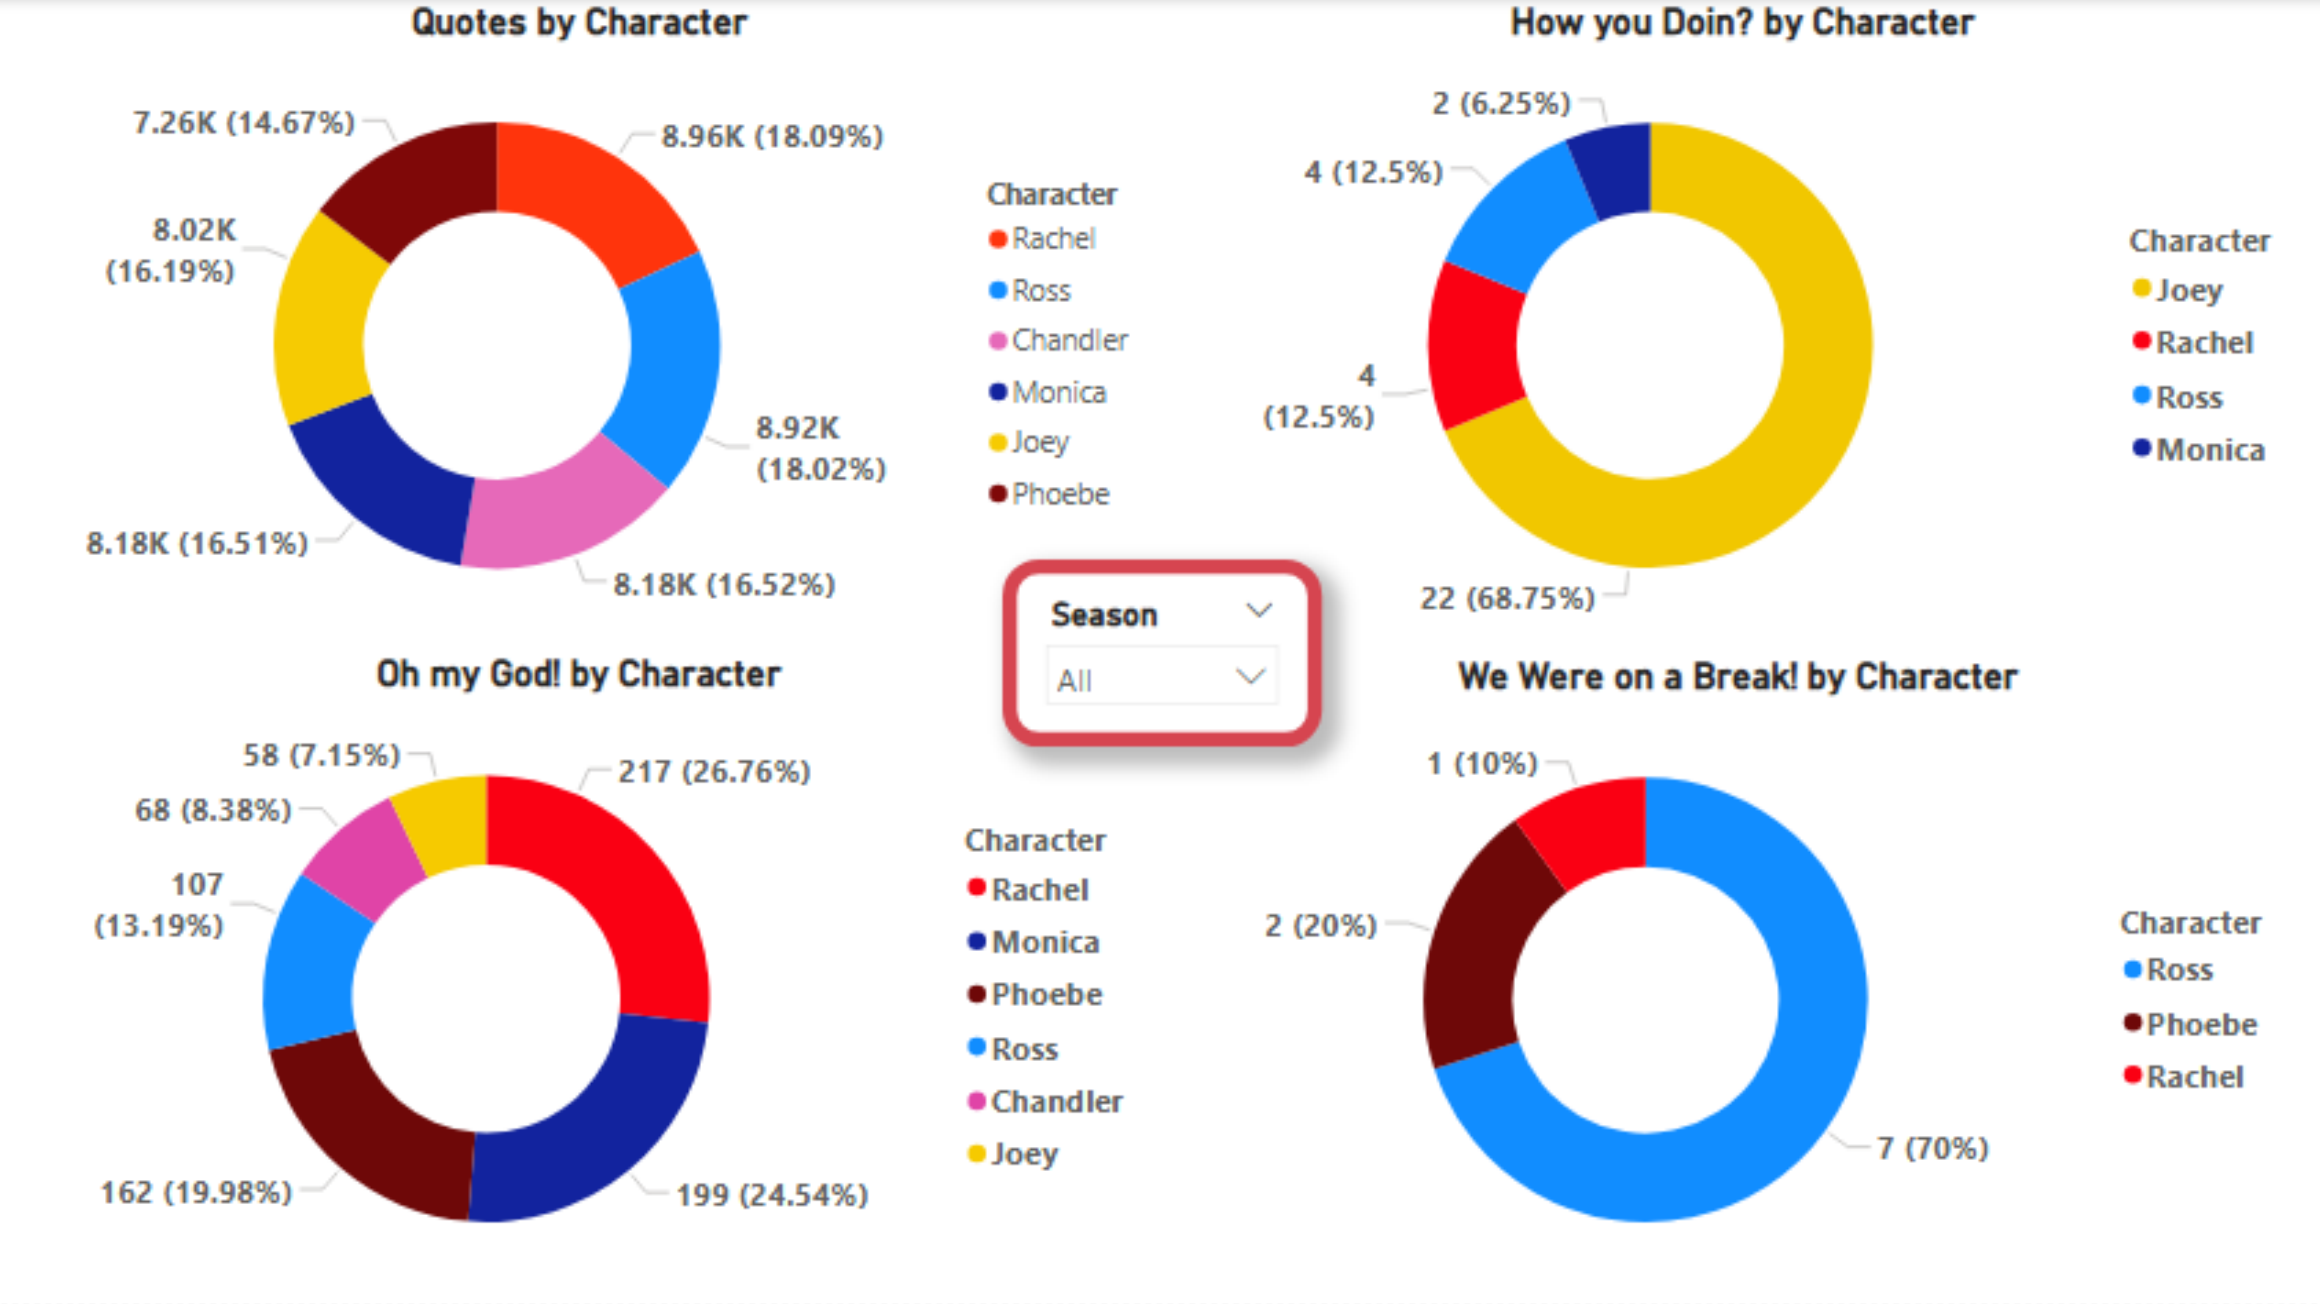 Quotes by Character
7.26K (14.67%)
8.96K (18.09%)
8.02K
(16.19%)
8.92K
(18.02%)
8.18K (16.51%)
8.18K (16.52%)
Character
Rachel
Ross
Chandler
Monica
Joey
Phoebe
How you Doin? by Character
2 (6.25%)
4 (12.5%)
4
(12.5%)
22 (68.75%)
Character
Joey
Rachel
Ross
Monica
Season
All
Oh my God! by Character
58 (7.15%)
217 (26.76%)
68 (8.38%)
107
(13.19%)
162 (19.98%)
199 (24.54%)
Character
Rachel
Monica
Phoebe
Ross
Chandler
Joey
We Were on a Break! by Character
1 (10%)
2 (20%)
7 (70%)
Character
Ross
Phoebe
Rachel